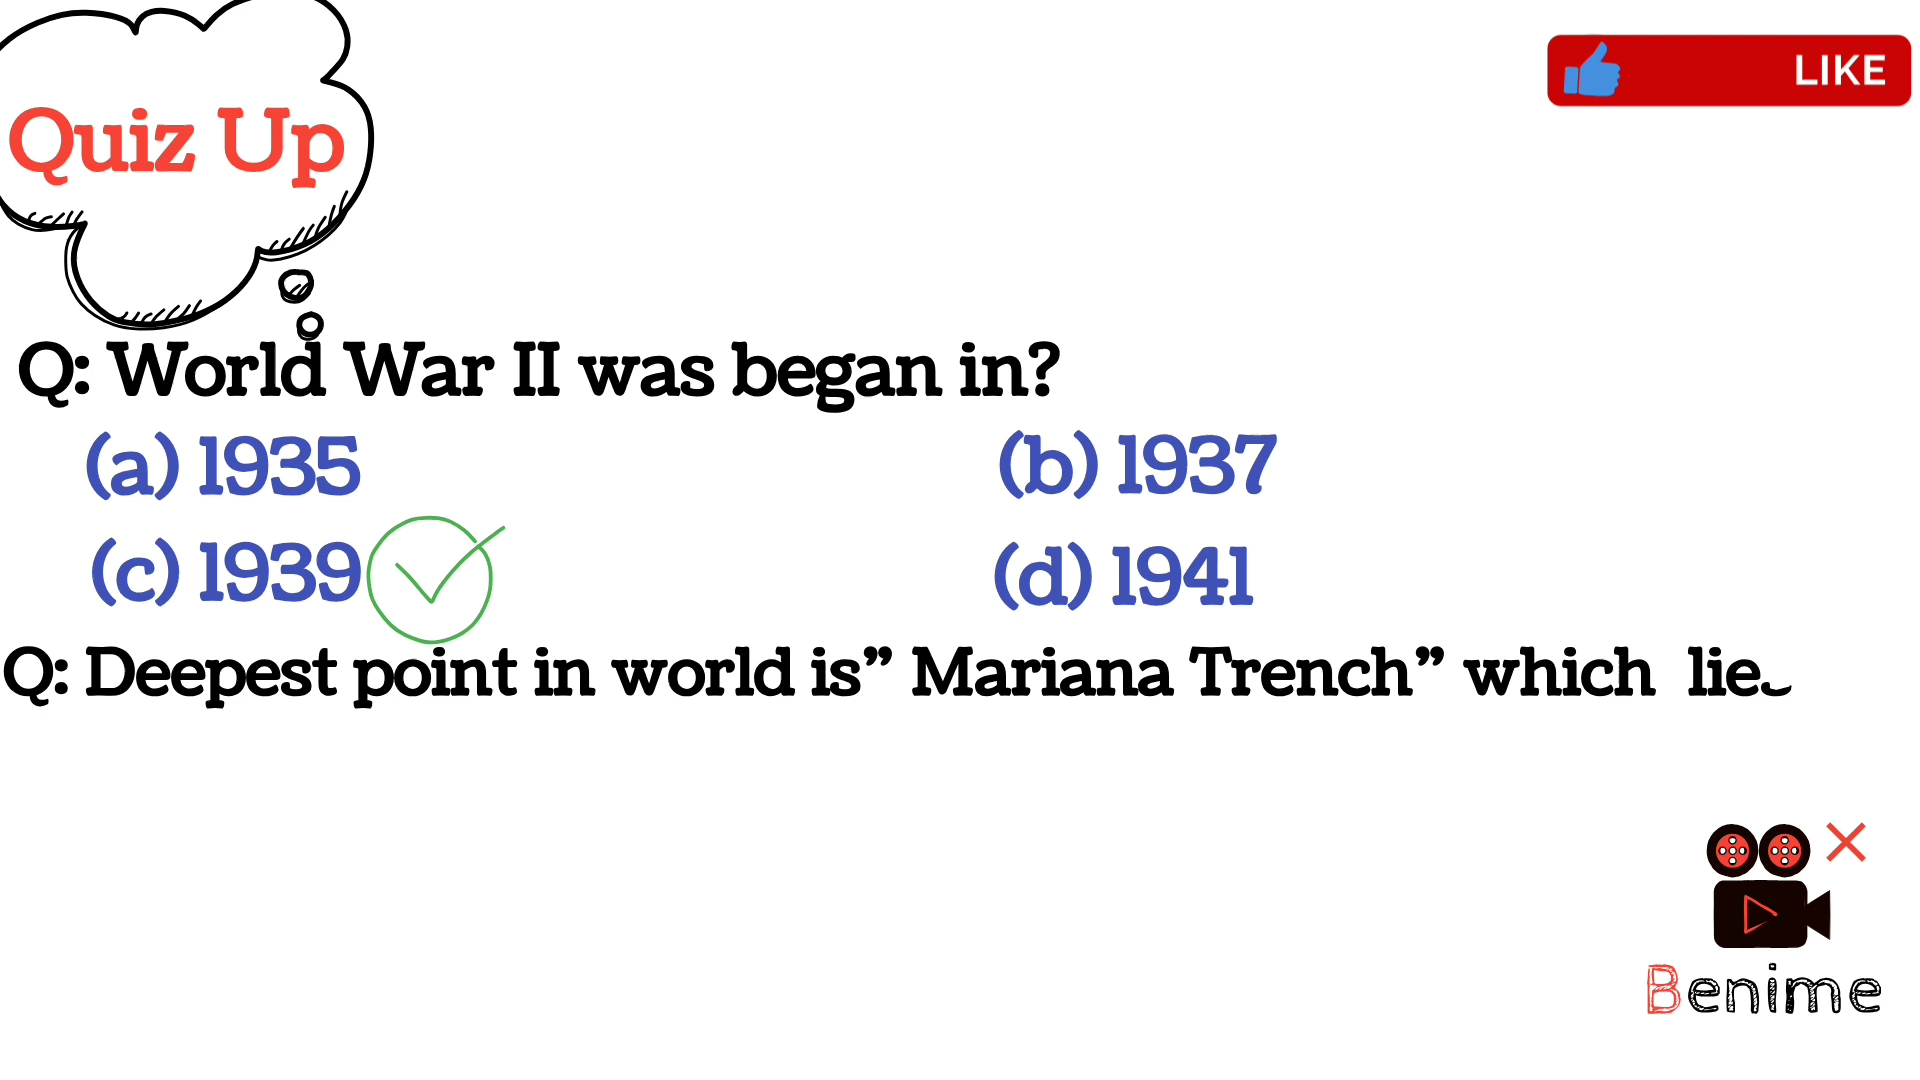 Quiz Up
LIKE
Q: World War II was began in?
(a) 1935
(b) 1937
(c) 1939
(d) 1941
Q: Deepest point in world is” Mariana Trench” which lie
Benime